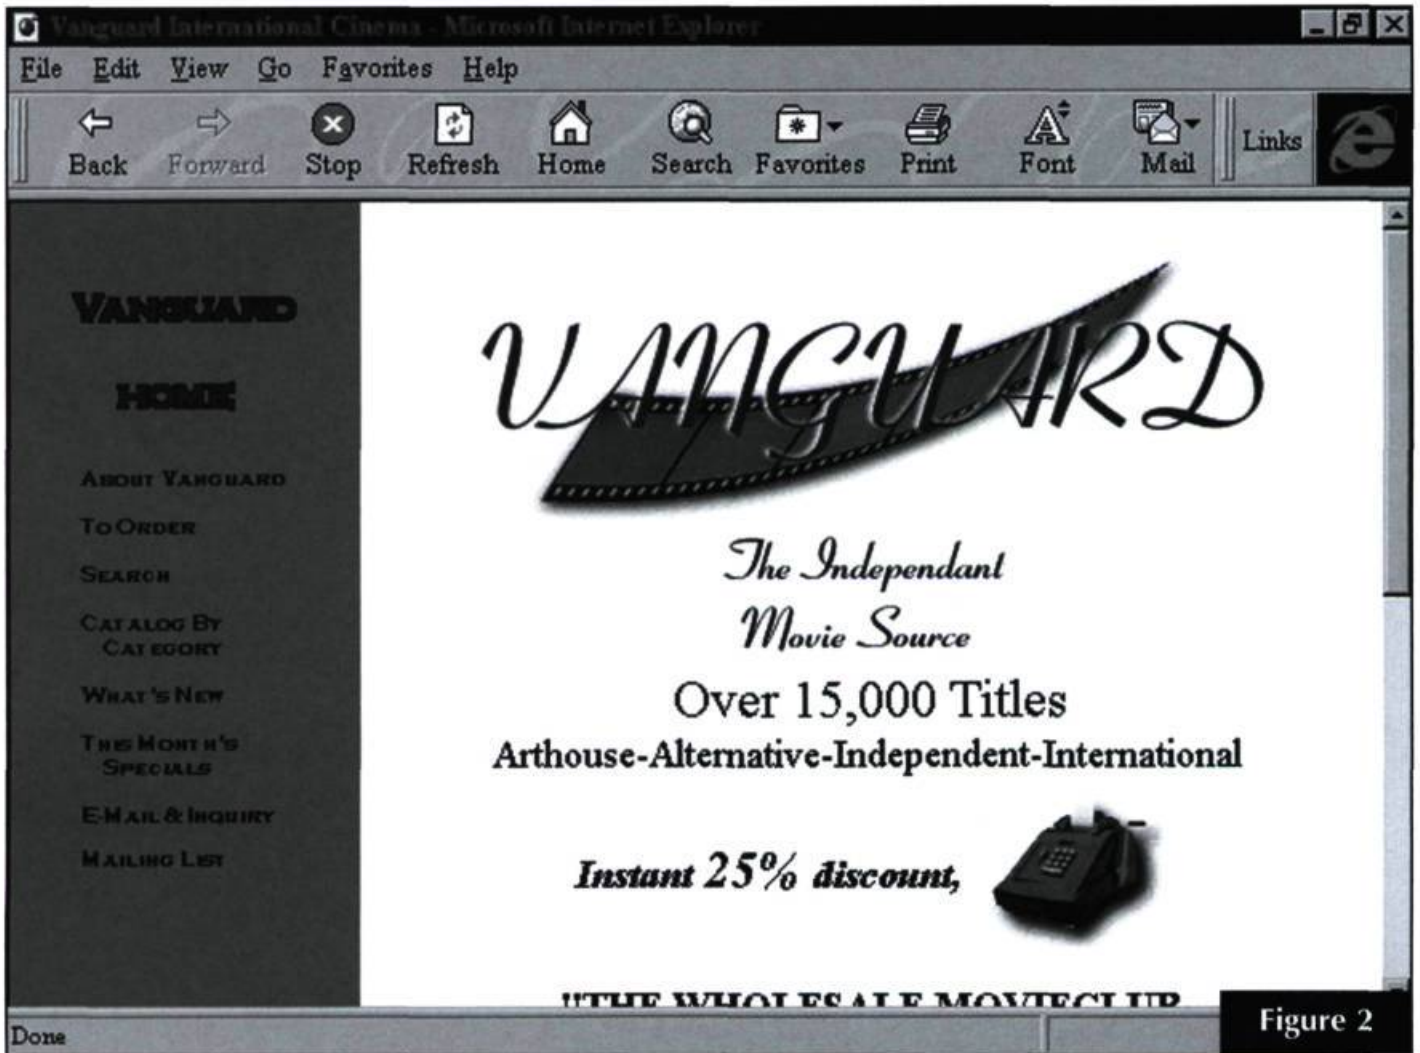 Vanguard International Cinema - Microsoft Internet Explorer
File Edit View Go Favorites Help
Back Forward Stop Refresh Home Search Favorites Print Font Mail Links
VANGUARD
HOME
ABOUT VANGUARD
TO ORDER
SEARCH
CATALOG BY
CATEGORY
WHAT'S NEW
THIS MONTH'S
SPECIALS
E-MAIL & INQUIRY
MAILING LIST
VANGUARD
The Independant
Movie Source
Over 15,000 Titles
Arthouse-Alternative-Independent-International
Instant 25% discount,
"THE WHOLESALE MOVIECLUB
Done
Figure 2